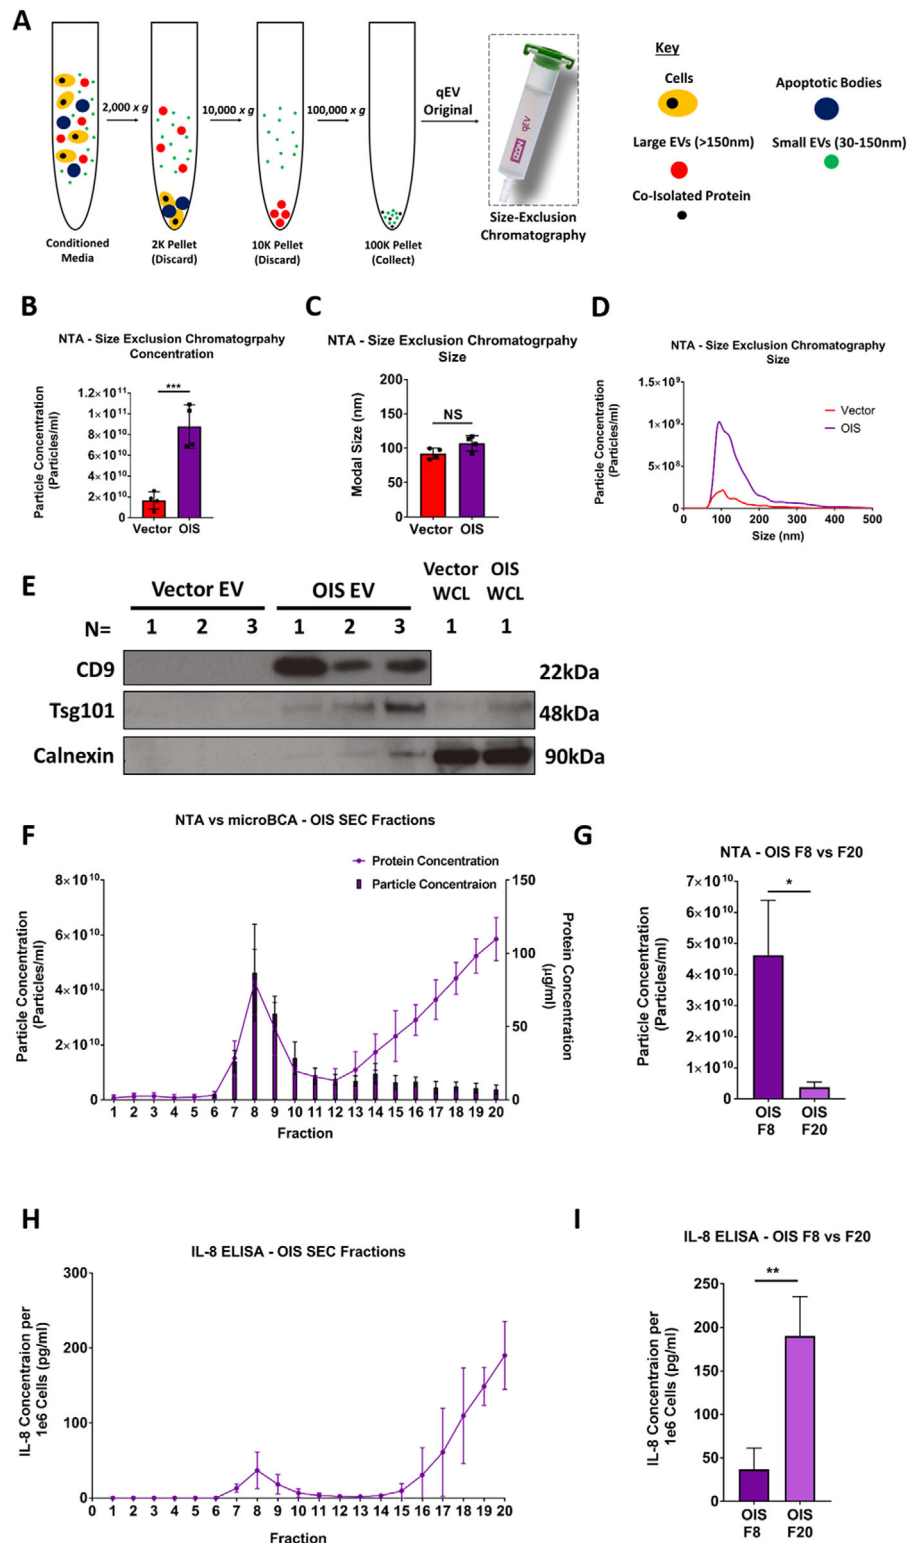 A
2,000 x g
10,000 x g
100,000 x g
qEV
Original
IZON qEV
Conditioned
Media
2K Pellet
(Discard)
10K Pellet
(Discard)
100K Pellet
(Collect)
Size-Exclusion
Chromatography
Key
Cells
Apoptotic Bodies
Large EVs (>150nm)
Small EVs (30-150nm)
Co-Isolated Protein
B
NTA - Size Exclusion Chromatogrpahy
Concentration
Particle Concentration
(Particles/ml)
1.2×10¹¹
1×10¹¹
8×10¹⁰
6×10¹⁰
4×10¹⁰
2×10¹⁰
0
***
Vector OIS
C
NTA - Size Exclusion Chromatogrpahy
Size
Modal Size (nm)
200
150
100
50
0
NS
Vector OIS
D
NTA - Size Exclusion Chromatography
Size
Particle Concentration
(Particles/ml)
1.5×10⁹
1×10⁹
5×10⁸
0
Vector
OIS
0 100 200 300 400 500
Size (nm)
E
Vector EV
OIS EV
Vector
WCL
OIS
WCL
N= 1 2 3 1 2 3 1 1
CD9 22kDa
Tsg101 48kDa
Calnexin 90kDa
F
NTA vs microBCA - OIS SEC Fractions
Protein Concentration
Particle Concentraion
Particle Concentration
(Particles/ml)
8×10¹⁰
6×10¹⁰
4×10¹⁰
2×10¹⁰
0
150
100
50
0
Protein Concentration
(µg/ml)
1 2 3 4 5 6 7 8 9 10 11 12 13 14 15 16 17 18 19 20
Fraction
G
NTA - OIS F8 vs F20
Particle Concentration
(Particles/ml)
7×10¹⁰
6×10¹⁰
5×10¹⁰
4×10¹⁰
3×10¹⁰
2×10¹⁰
1×10¹⁰
0
*
OIS OIS
F8 F20
H
IL-8 ELISA - OIS SEC Fractions
IL-8 Concentraion per
1e6 Cells (pg/ml)
300
200
100
0
0 1 2 3 4 5 6 7 8 9 10 11 12 13 14 15 16 17 18 19 20
Fraction
I
IL-8 ELISA - OIS F8 vs F20
IL-8 Concentraion per
1e6 Cells (pg/ml)
250
200
150
100
50
0
**
OIS OIS
F8 F20